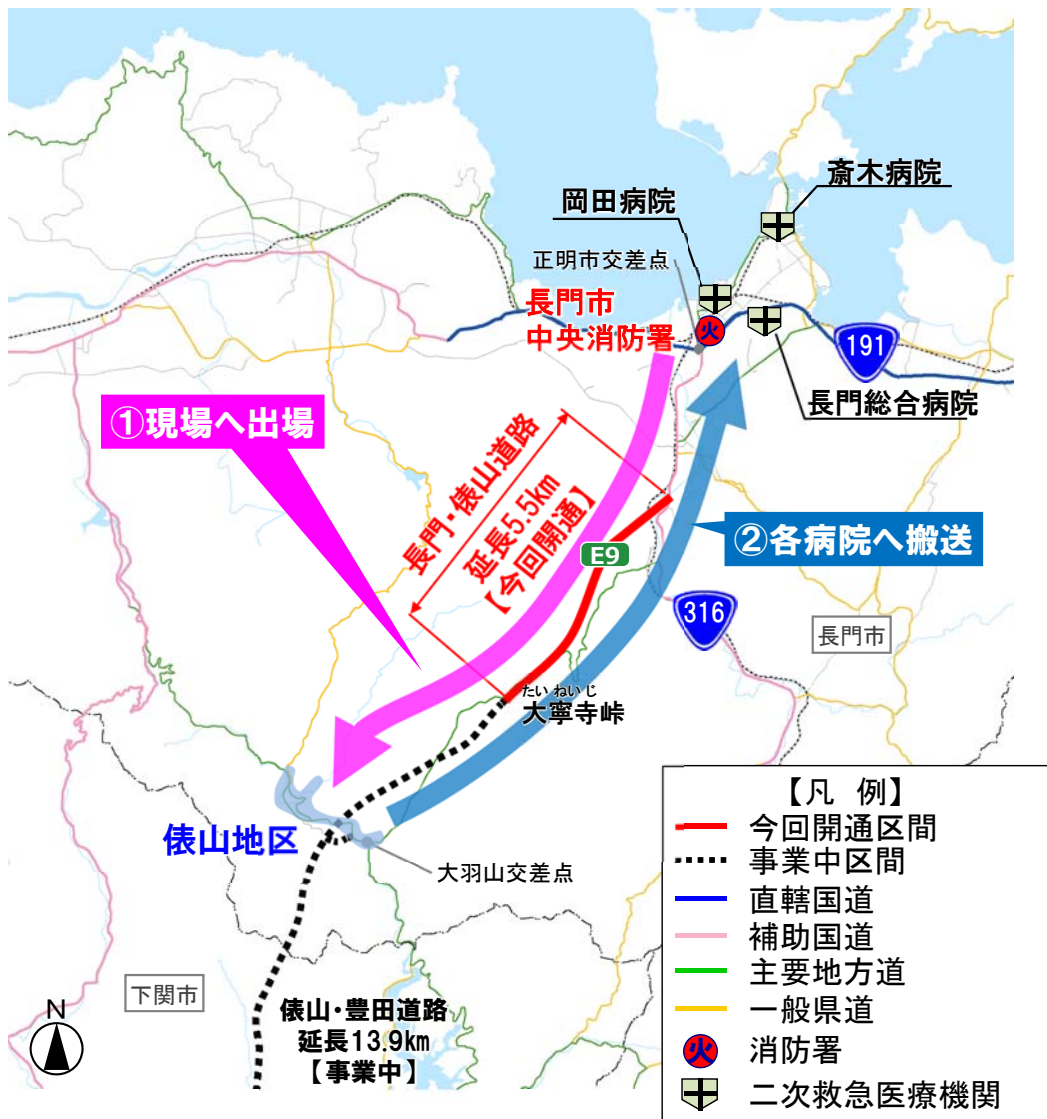 斎木病院
岡田病院
正明市交差点
長門市
中央消防署
火
191
長門総合病院
①現場へ出場
長門・俵山道路
延長5.5km
【今回開通】
E9
②各病院へ搬送
316
長門市
たいねいじ
大寧寺峠
俵山地区
大羽山交差点
下関市
N
俵山・豊田道路
延長13.9km
【事業中】
【凡 例】
今回開通区間
事業中区間
直轄国道
補助国道
主要地方道
一般県道
火
消防署
二次救急医療機関